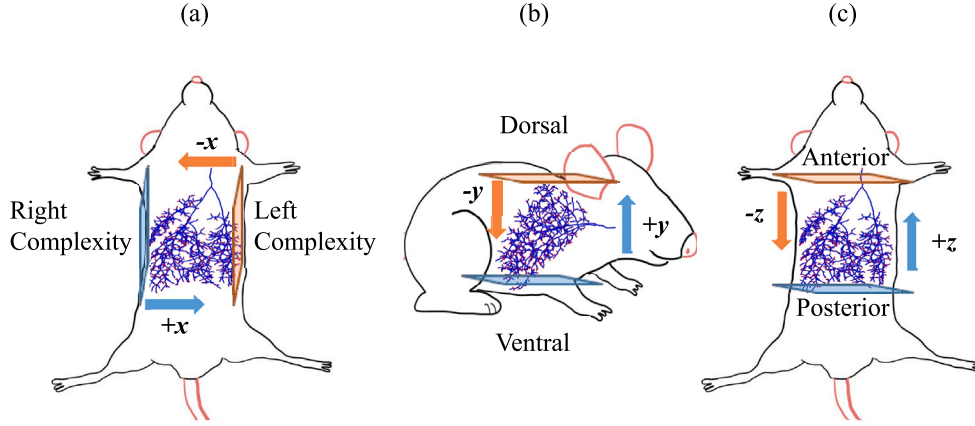 (a)
-x
Right
Complexity
Left
Complexity
+x
(b)
Dorsal
-y
+y
Ventral
(c)
Anterior
-z
+z
Posterior